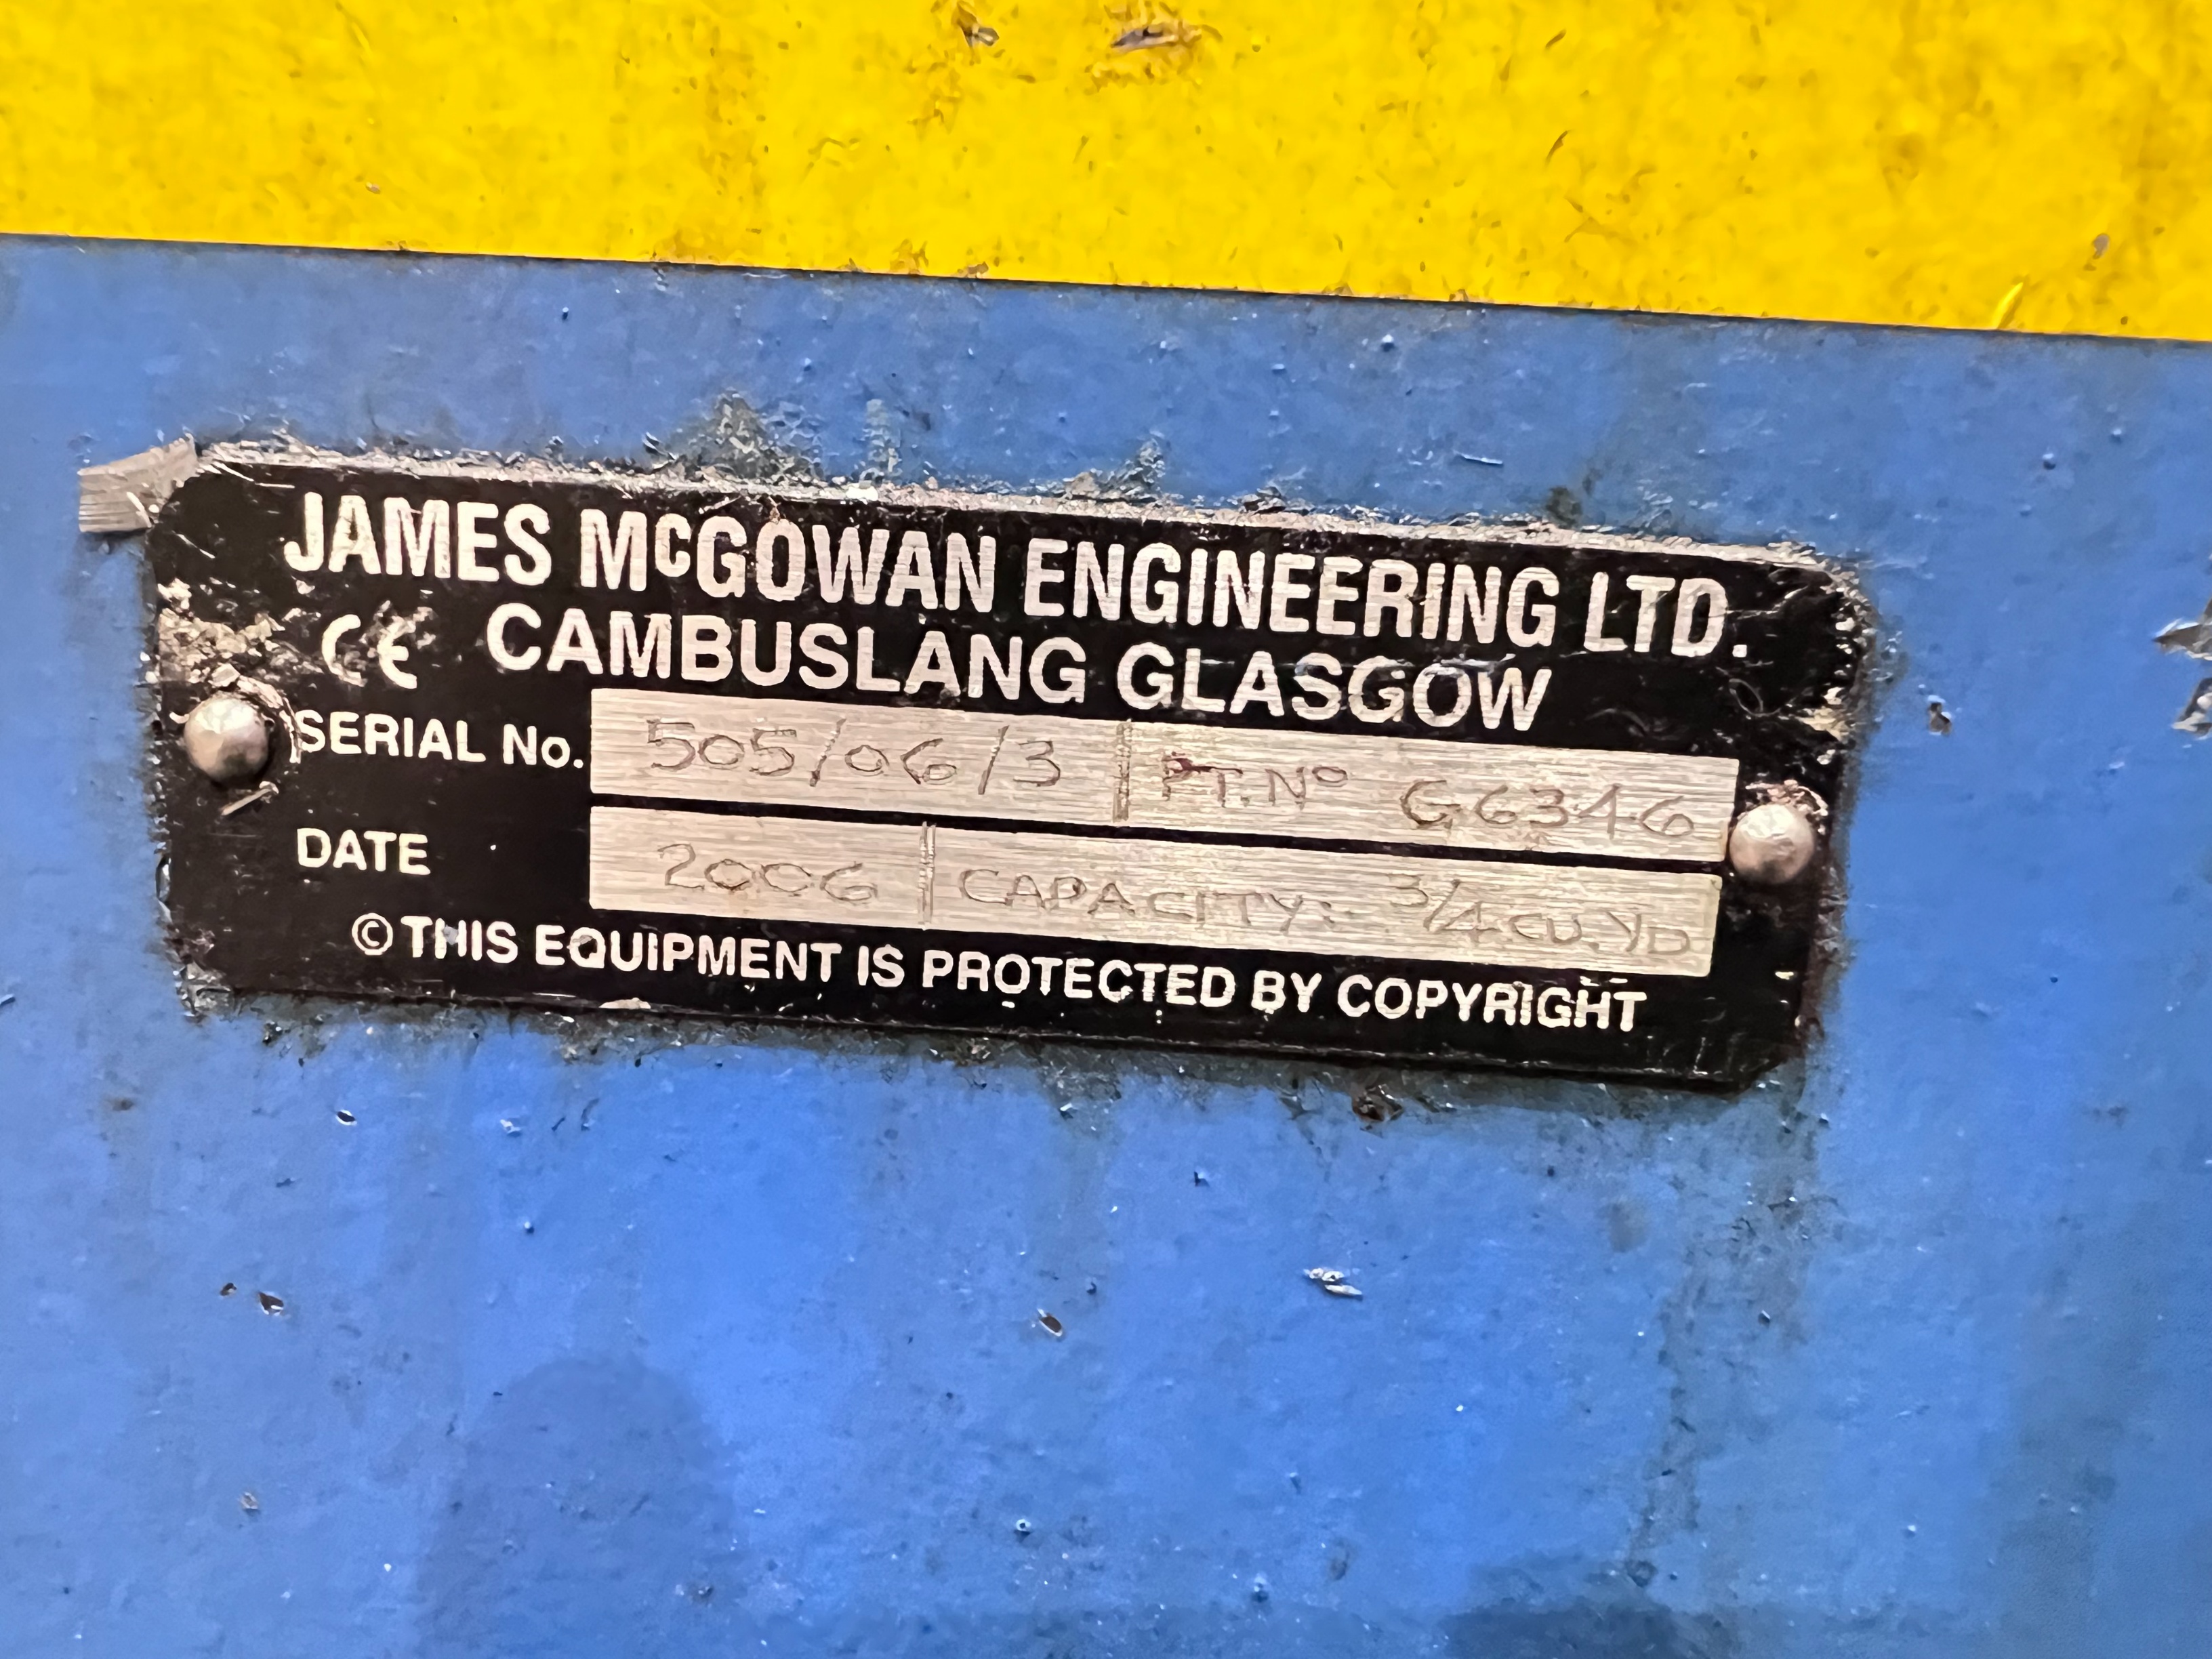 JAMES McGOWAN ENGINEERING LTD.
CE CAMBUSLANG GLASGOW
SERIAL No. 505/06/3 PT.No G6346
DATE 2006 CAPACITY: 3/4 CU.YD
© THIS EQUIPMENT IS PROTECTED BY COPYRIGHT